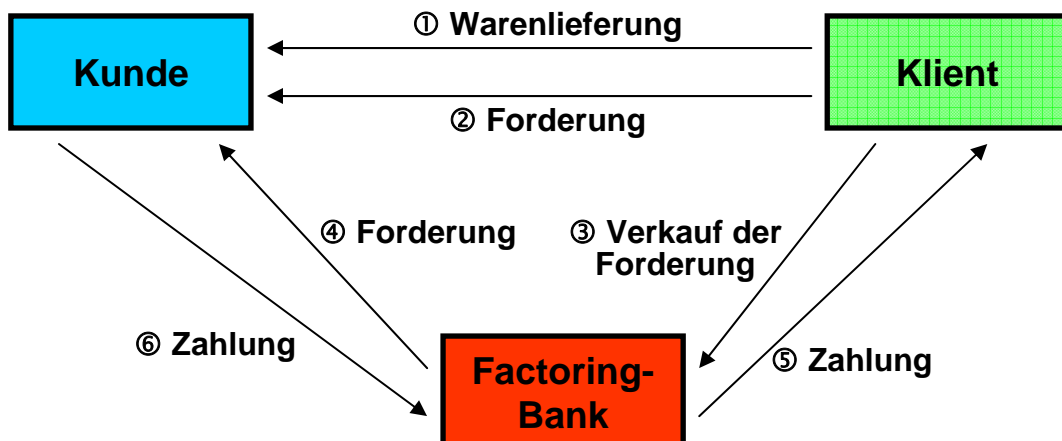 ① Warenlieferung
Kunde
Klient
② Forderung
④ Forderung
③ Verkauf der
Forderung
⑥ Zahlung
⑤ Zahlung
Factoring-
Bank